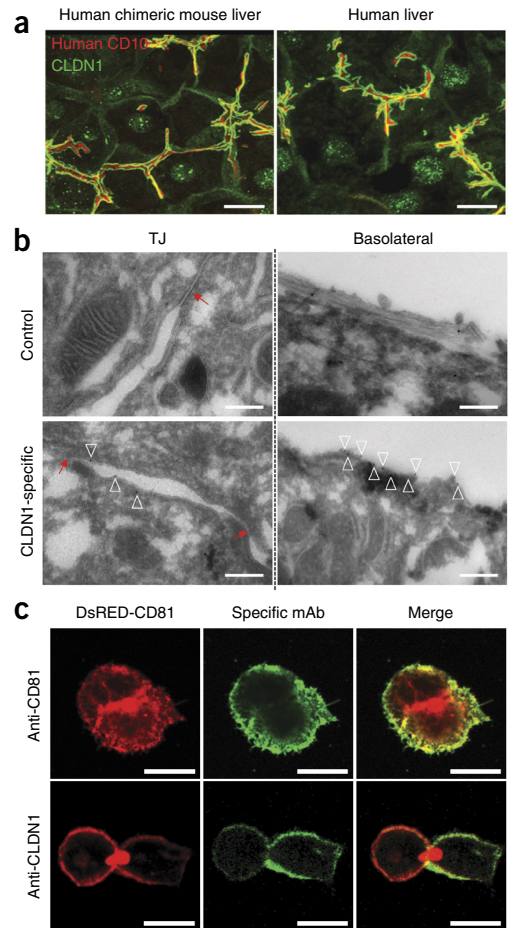 a
Human chimeric mouse liver
Human liver
Human CD10
CLDN1
b
TJ
Basolateral
Control
CLDN1-specific
c
DsRED-CD81
Specific mAb
Merge
Anti-CD81
Anti-CLDN1